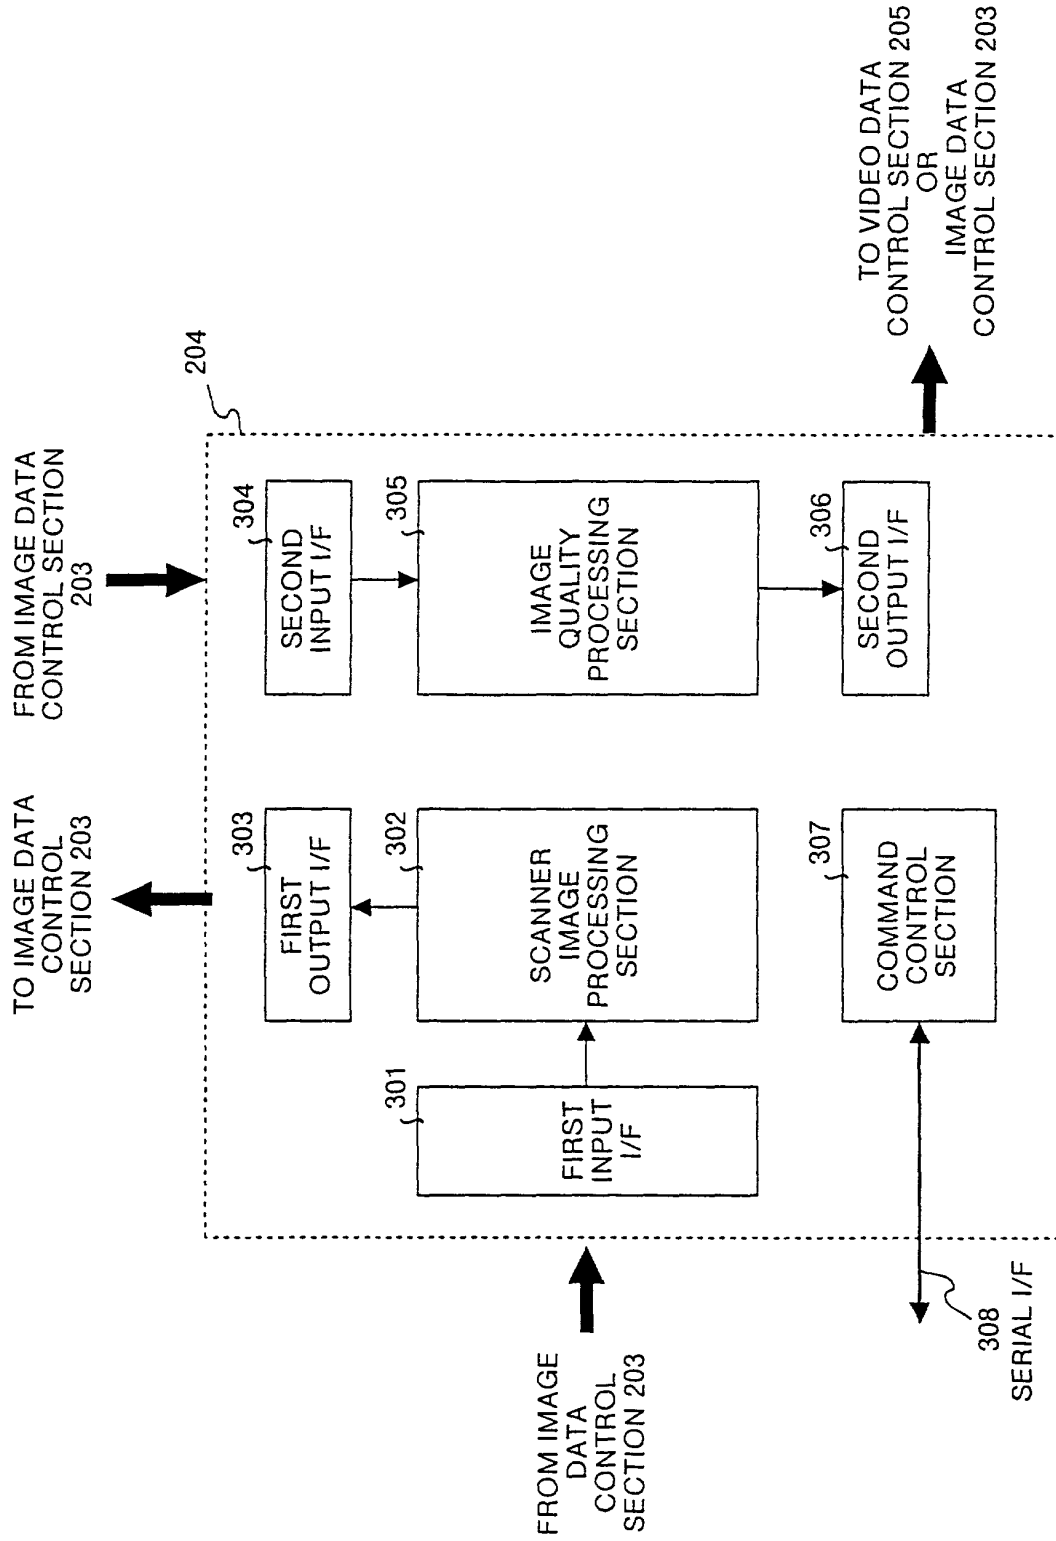 TO IMAGE DATA
CONTROL
SECTION 203
FROM IMAGE DATA
CONTROL SECTION
203
204
303
FIRST
OUTPUT I/F
304
SECOND
INPUT I/F
FROM IMAGE
DATA
CONTROL
SECTION 203
301
FIRST
INPUT
I/F
302
SCANNER
IMAGE
PROCESSING
SECTION
305
IMAGE
QUALITY
PROCESSING
SECTION
308
SERIAL I/F
307
COMMAND
CONTROL
SECTION
306
SECOND
OUTPUT I/F
TO VIDEO DATA
CONTROL SECTION 205
OR
IMAGE DATA
CONTROL SECTION 203